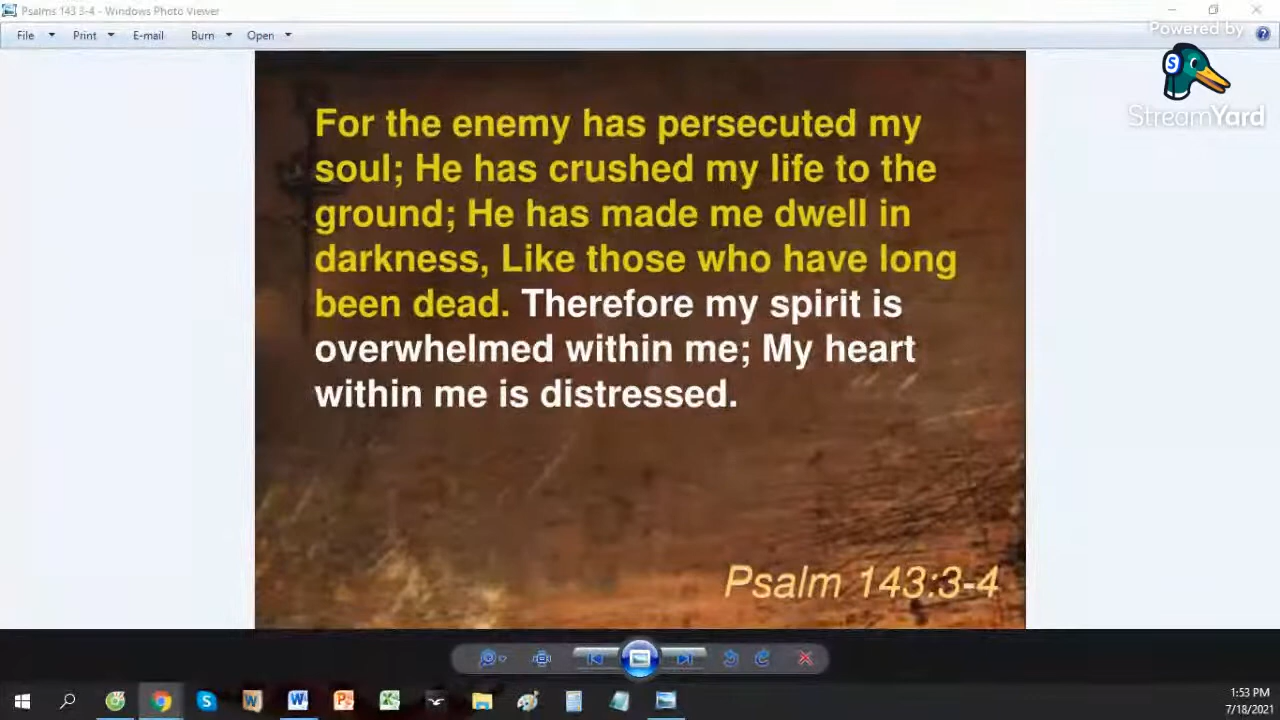 Psalms 143 3-4 - Windows Photo Viewer
File Print E-mail Burn Open
Powered by
StreamYard
For the enemy has persecuted my
soul; He has crushed my life to the
ground; He has made me dwell in
darkness, Like those who have long
been dead. Therefore my spirit is
overwhelmed within me; My heart
within me is distressed.
Psalm 143:3-4
1:53 PM
7/18/2021